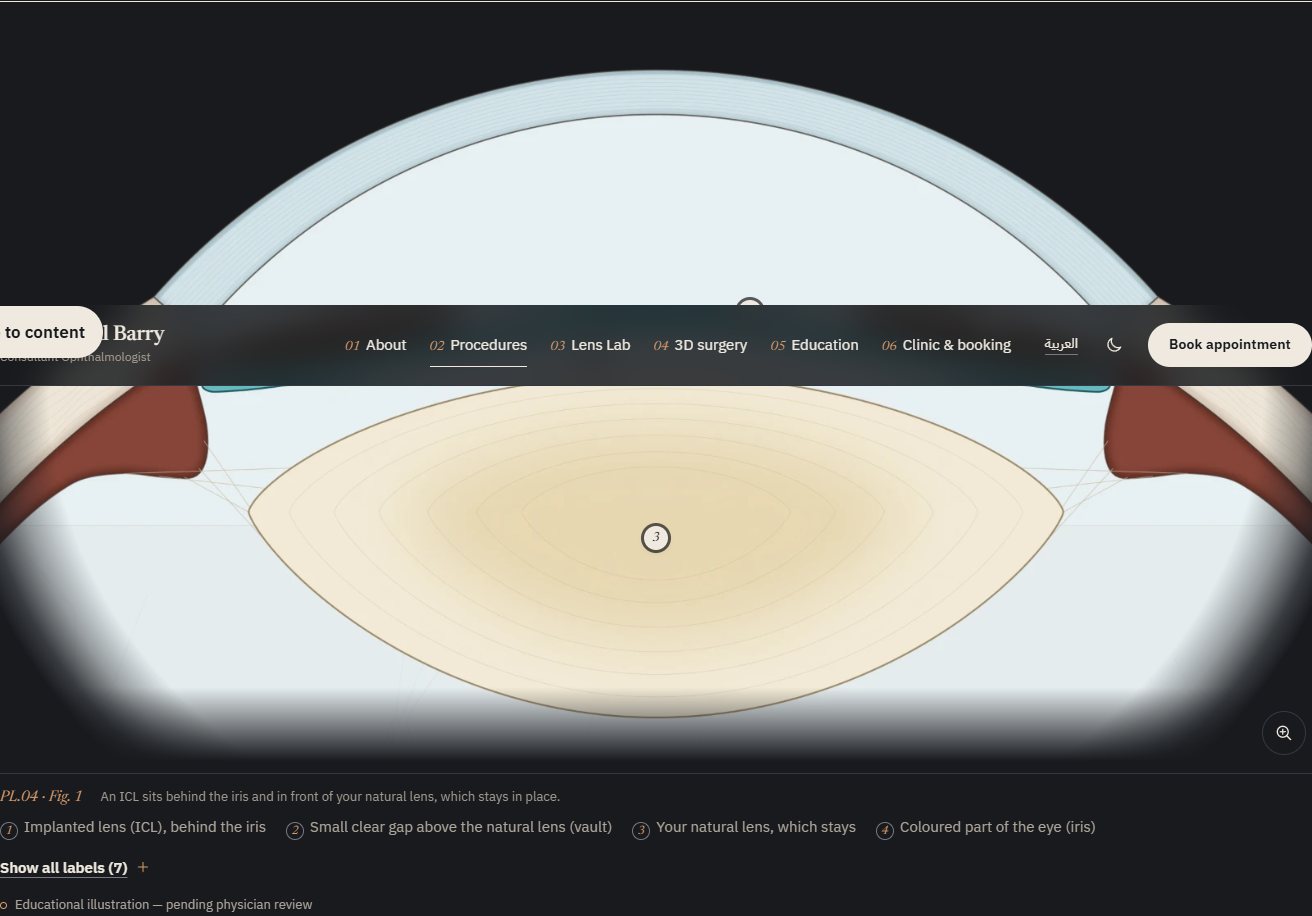 to content
l Barry
Consultant Ophthalmologist
01 About 02 Procedures 03 Lens Lab 04 3D surgery 05 Education 06 Clinic & booking العربية Book appointment
3
PL.04 · Fig. 1 An ICL sits behind the iris and in front of your natural lens, which stays in place.
1 Implanted lens (ICL), behind the iris 2 Small clear gap above the natural lens (vault) 3 Your natural lens, which stays 4 Coloured part of the eye (iris)
Show all labels (7) +
Educational illustration — pending physician review